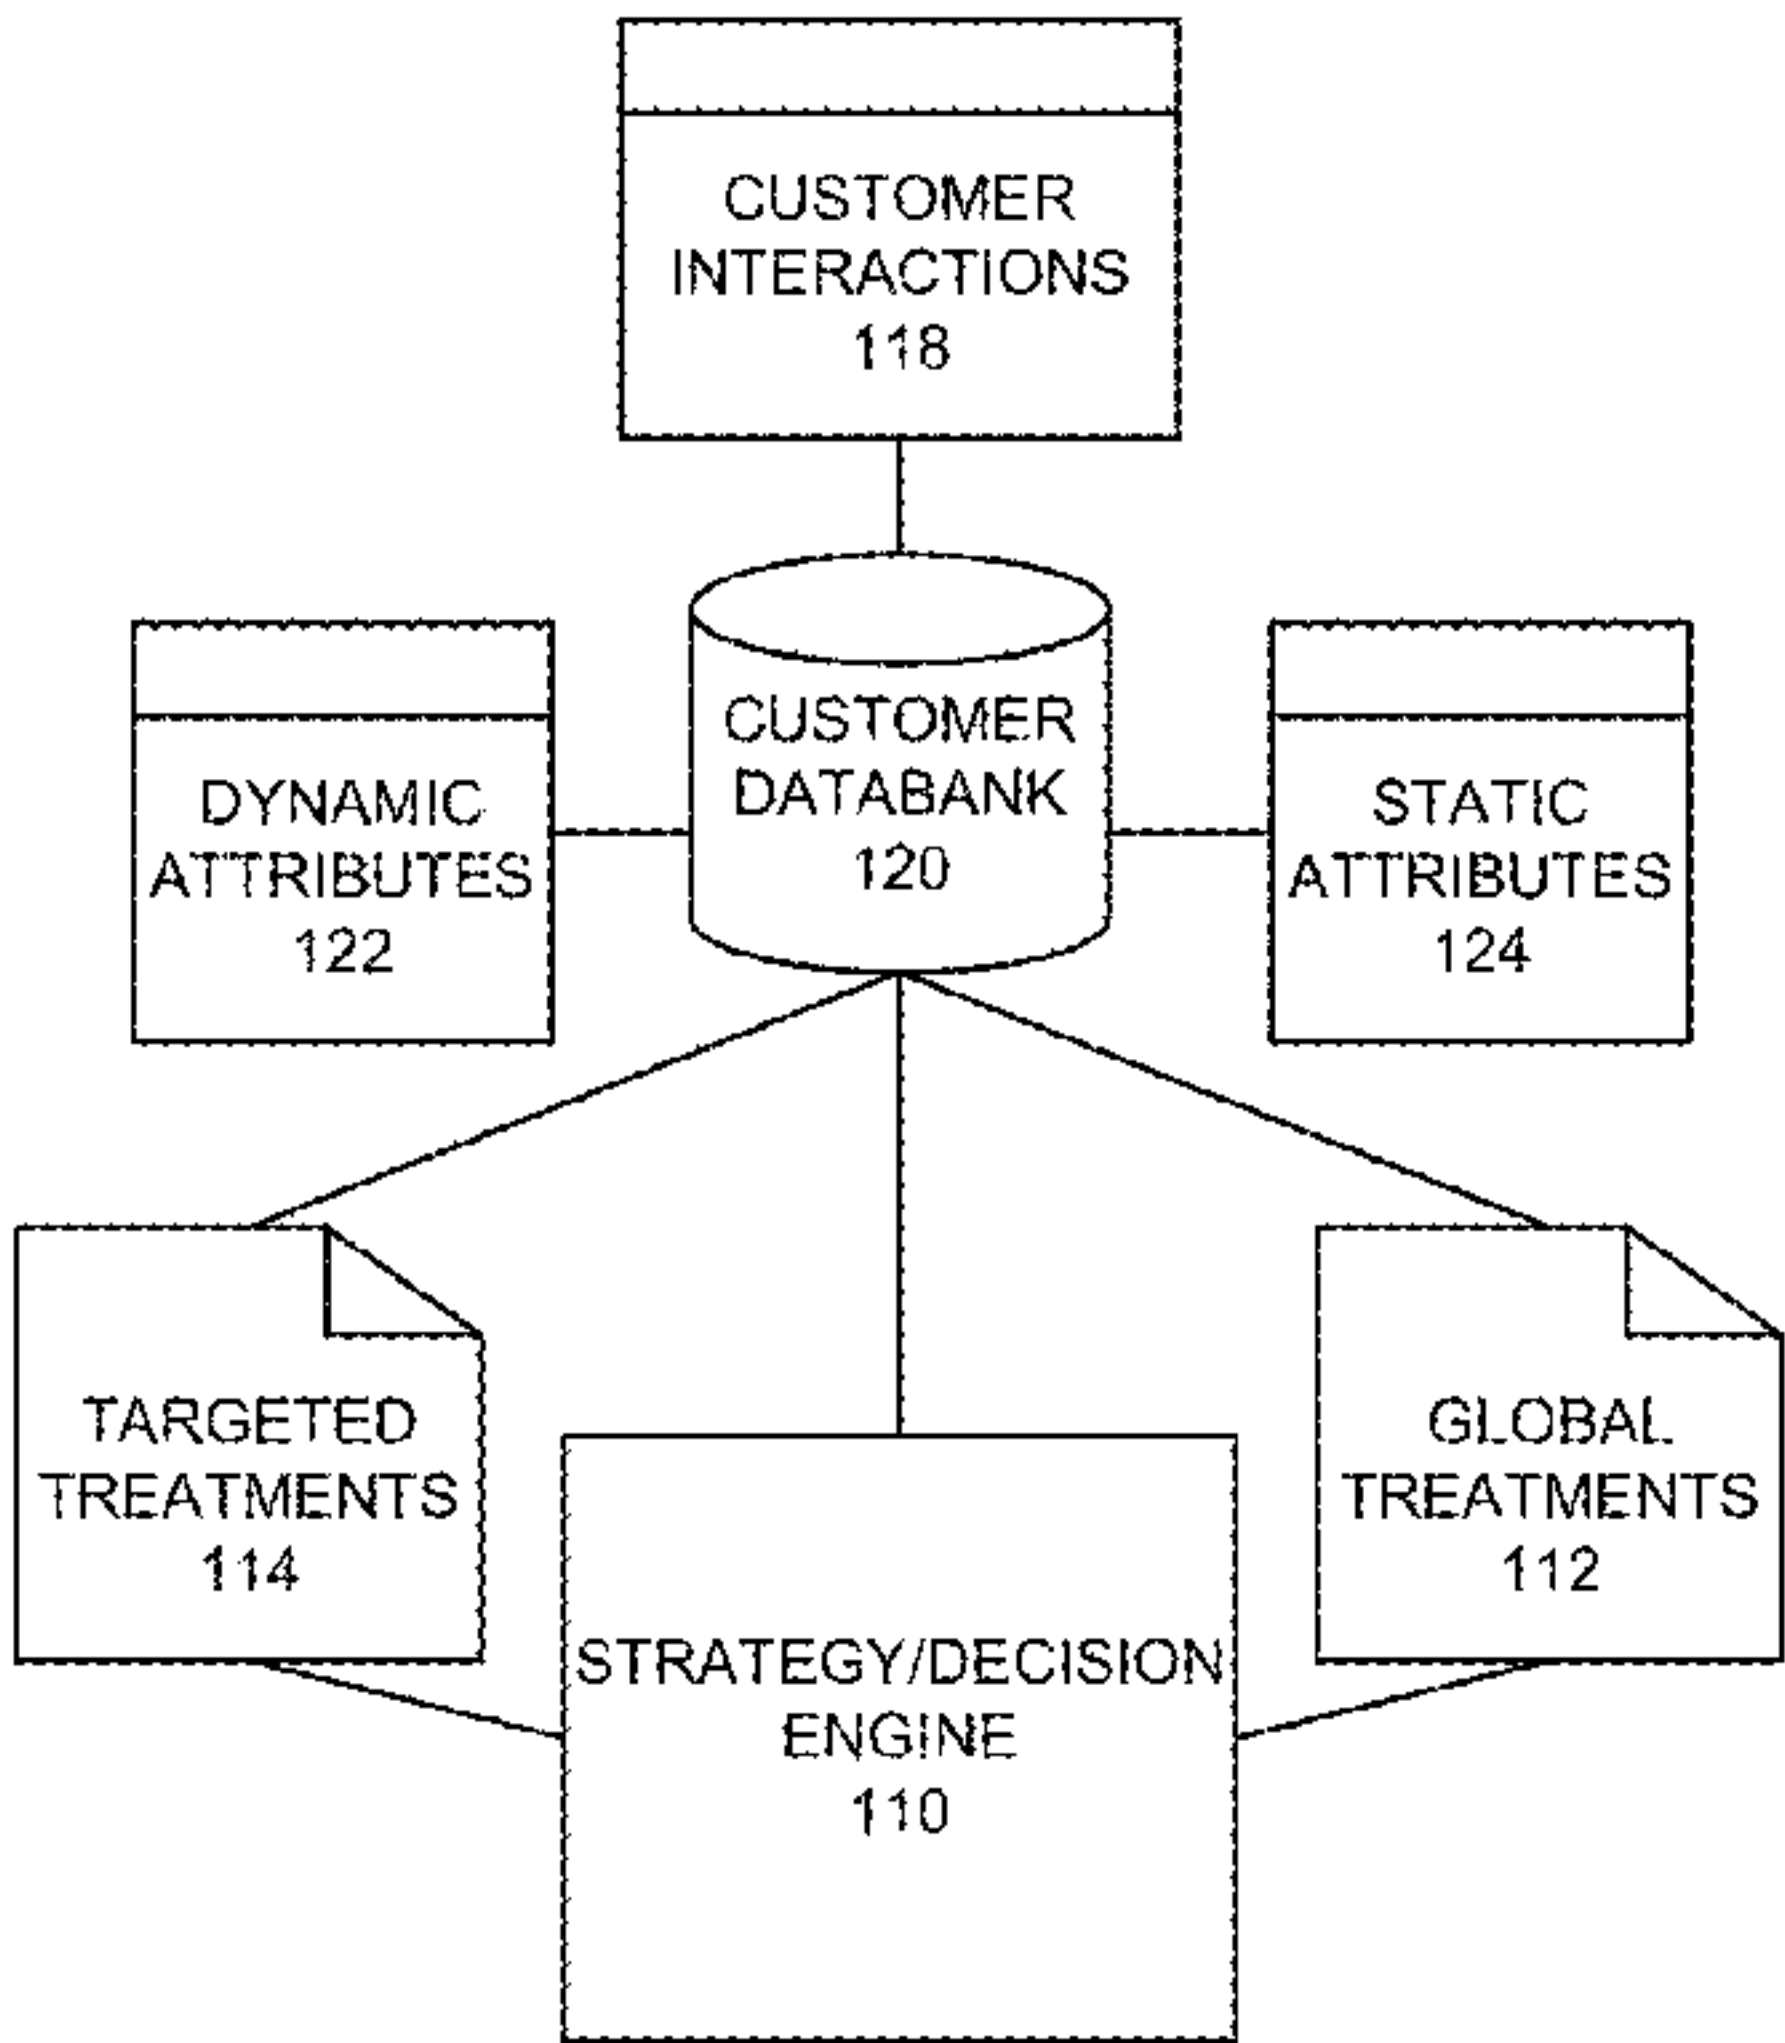 CUSTOMER
INTERACTIONS
118
CUSTOMER
DATABANK
120
DYNAMIC
ATTRIBUTES
122
STATIC
ATTRIBUTES
124
TARGETED
TREATMENTS
114
GLOBAL
TREATMENTS
112
STRATEGY/DECISION
ENGINE
110